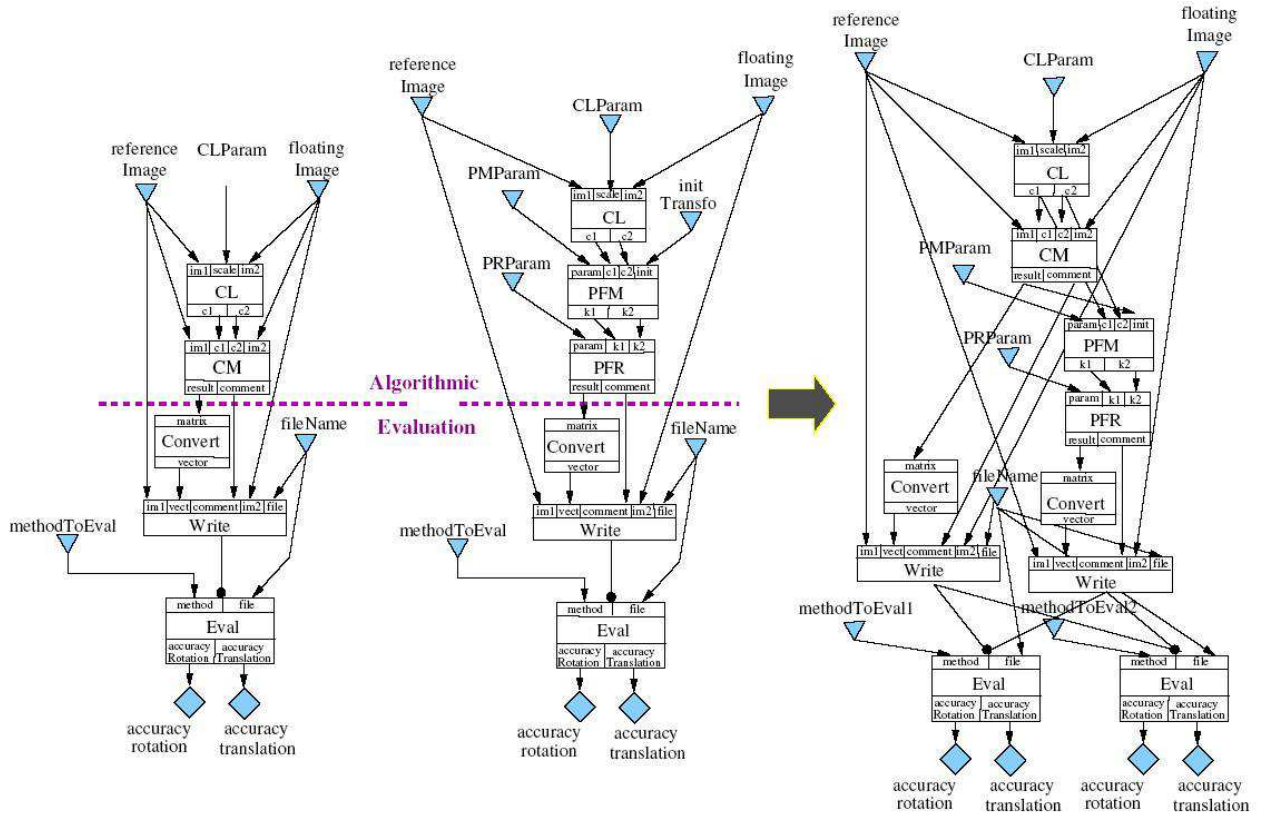 reference
Image
CLParam
floating
Image
im1 scale im2
CL
c1 c2
im1 c1 c2 im2
CM
result comment
matrix
Convert
vector
fileName
im1 vect comment im2 file
Write
methodToEval
method file
Eval
accuracy
Rotation
accuracy
Translation
accuracy
rotation
accuracy
translation
Algorithmic
Evaluation
reference
Image
floating
Image
CLParam
PMParam
init
Transfo
im1 scale im2
CL
c1 c2
PRParam
param c1 c2 init
PFM
k1 k2
param k1 k2
PFR
result comment
matrix
Convert
vector
fileName
im1 vect comment im2 file
Write
methodToEval
method file
Eval
accuracy
Rotation
accuracy
Translation
accuracy
rotation
accuracy
translation
reference
Image
floating
Image
CLParam
im1 scale im2
CL
c1 c2
im1 c1 c2 im2
CM
result comment
PMParam
param c1 c2 init
PFM
k1 k2
PRParam
param k1 k2
PFR
result comment
matrix
Convert
vector
fileName
matrix
Convert
vector
im1 vect comment im2 file
Write
im1 vect comment im2 file
Write
methodToEval1
methodToEval2
method file
Eval
accuracy
Rotation
accuracy
Translation
method file
Eval
accuracy
Rotation
accuracy
Translation
accuracy
rotation
accuracy
translation
accuracy
rotation
accuracy
translation